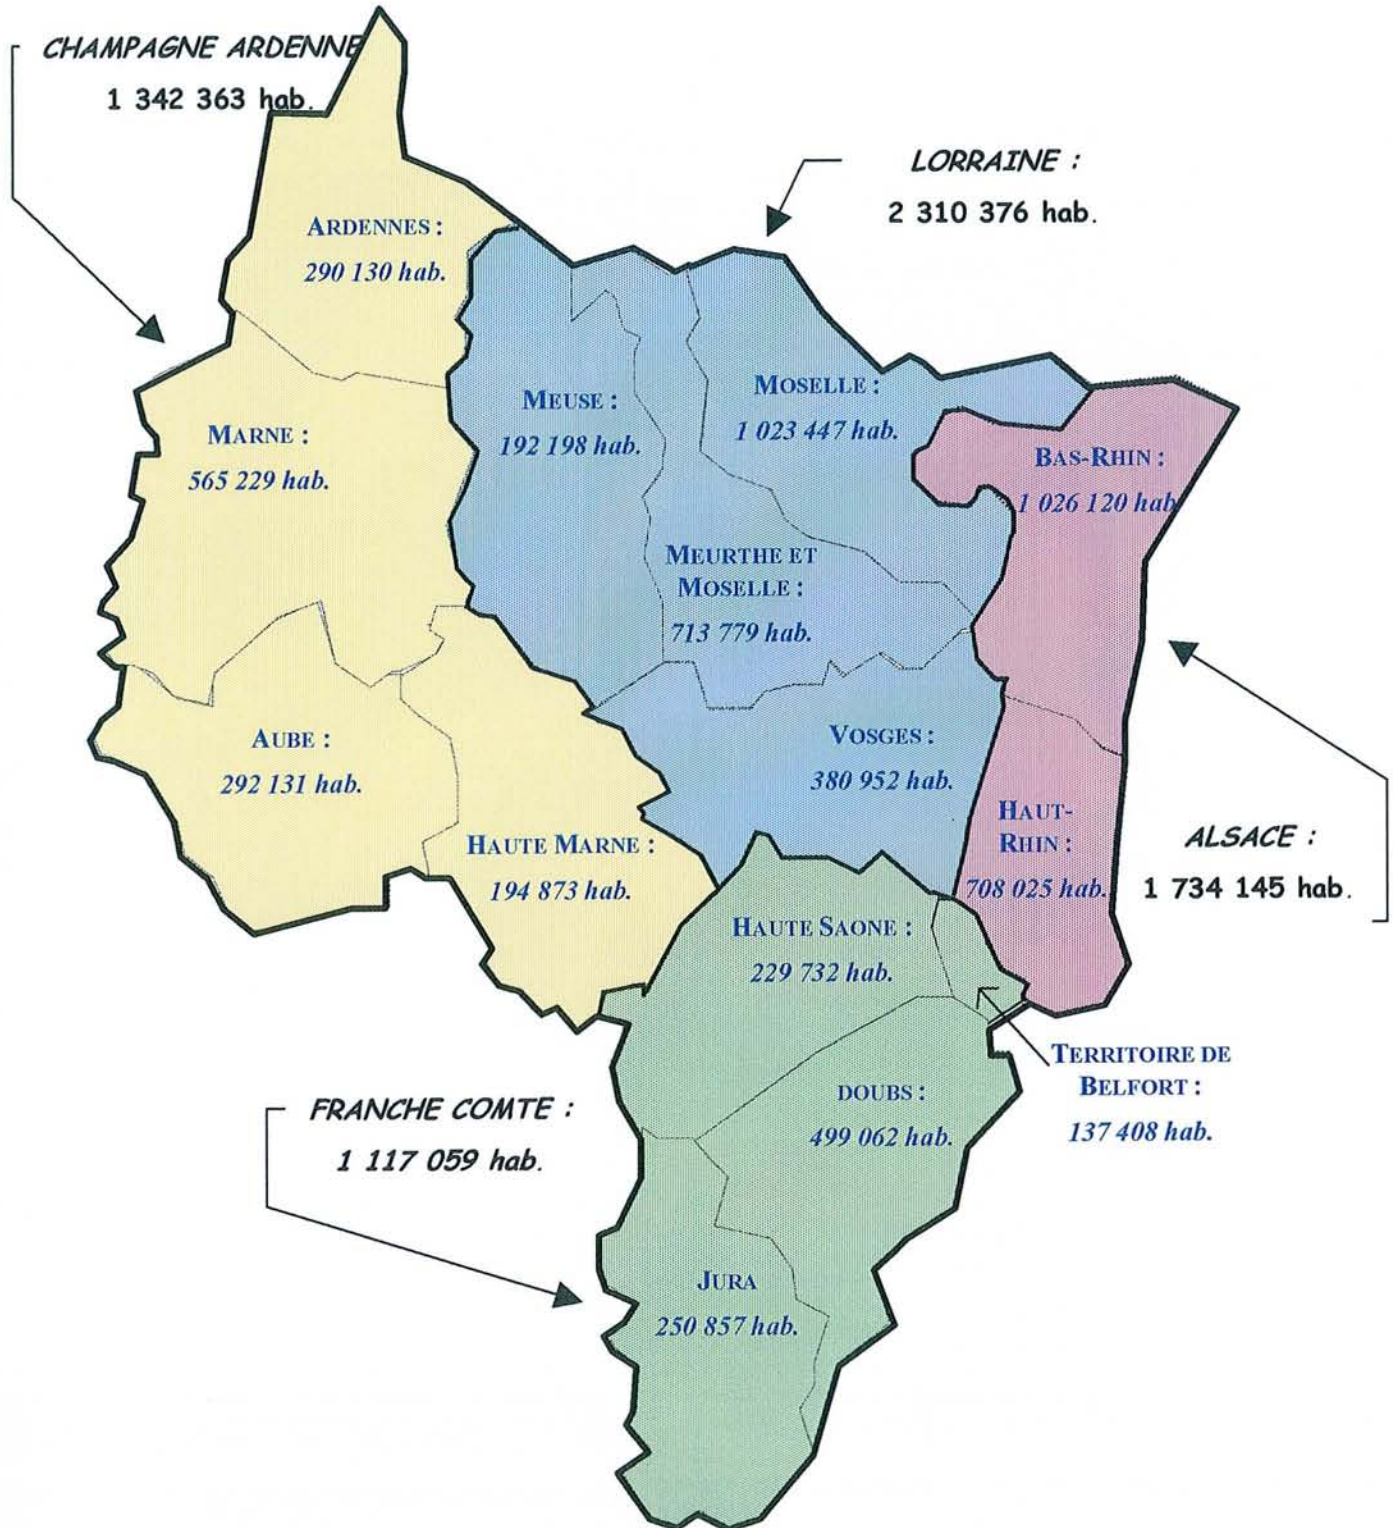 CHAMPAGNE ARDENNE
1 342 363 hab.
LORRAINE :
2 310 376 hab.
ARDENNES :
290 130 hab.
MEUSE :
192 198 hab.
MOSELLE :
1 023 447 hab.
MARNE :
565 229 hab.
BAS-RHIN :
1 026 120 hab
MEURTHE ET
MOSELLE :
713 779 hab.
AUBE :
292 131 hab.
VOSGES :
380 952 hab.
HAUTE MARNE :
194 873 hab.
HAUT-
RHIN :
708 025 hab.
ALSACE :
1 734 145 hab.
HAUTE SAONE :
229 732 hab.
TERRITOIRE DE
BELFORT :
137 408 hab.
DOUBS :
499 062 hab.
FRANCHE COMTE :
1 117 059 hab.
JURA
250 857 hab.